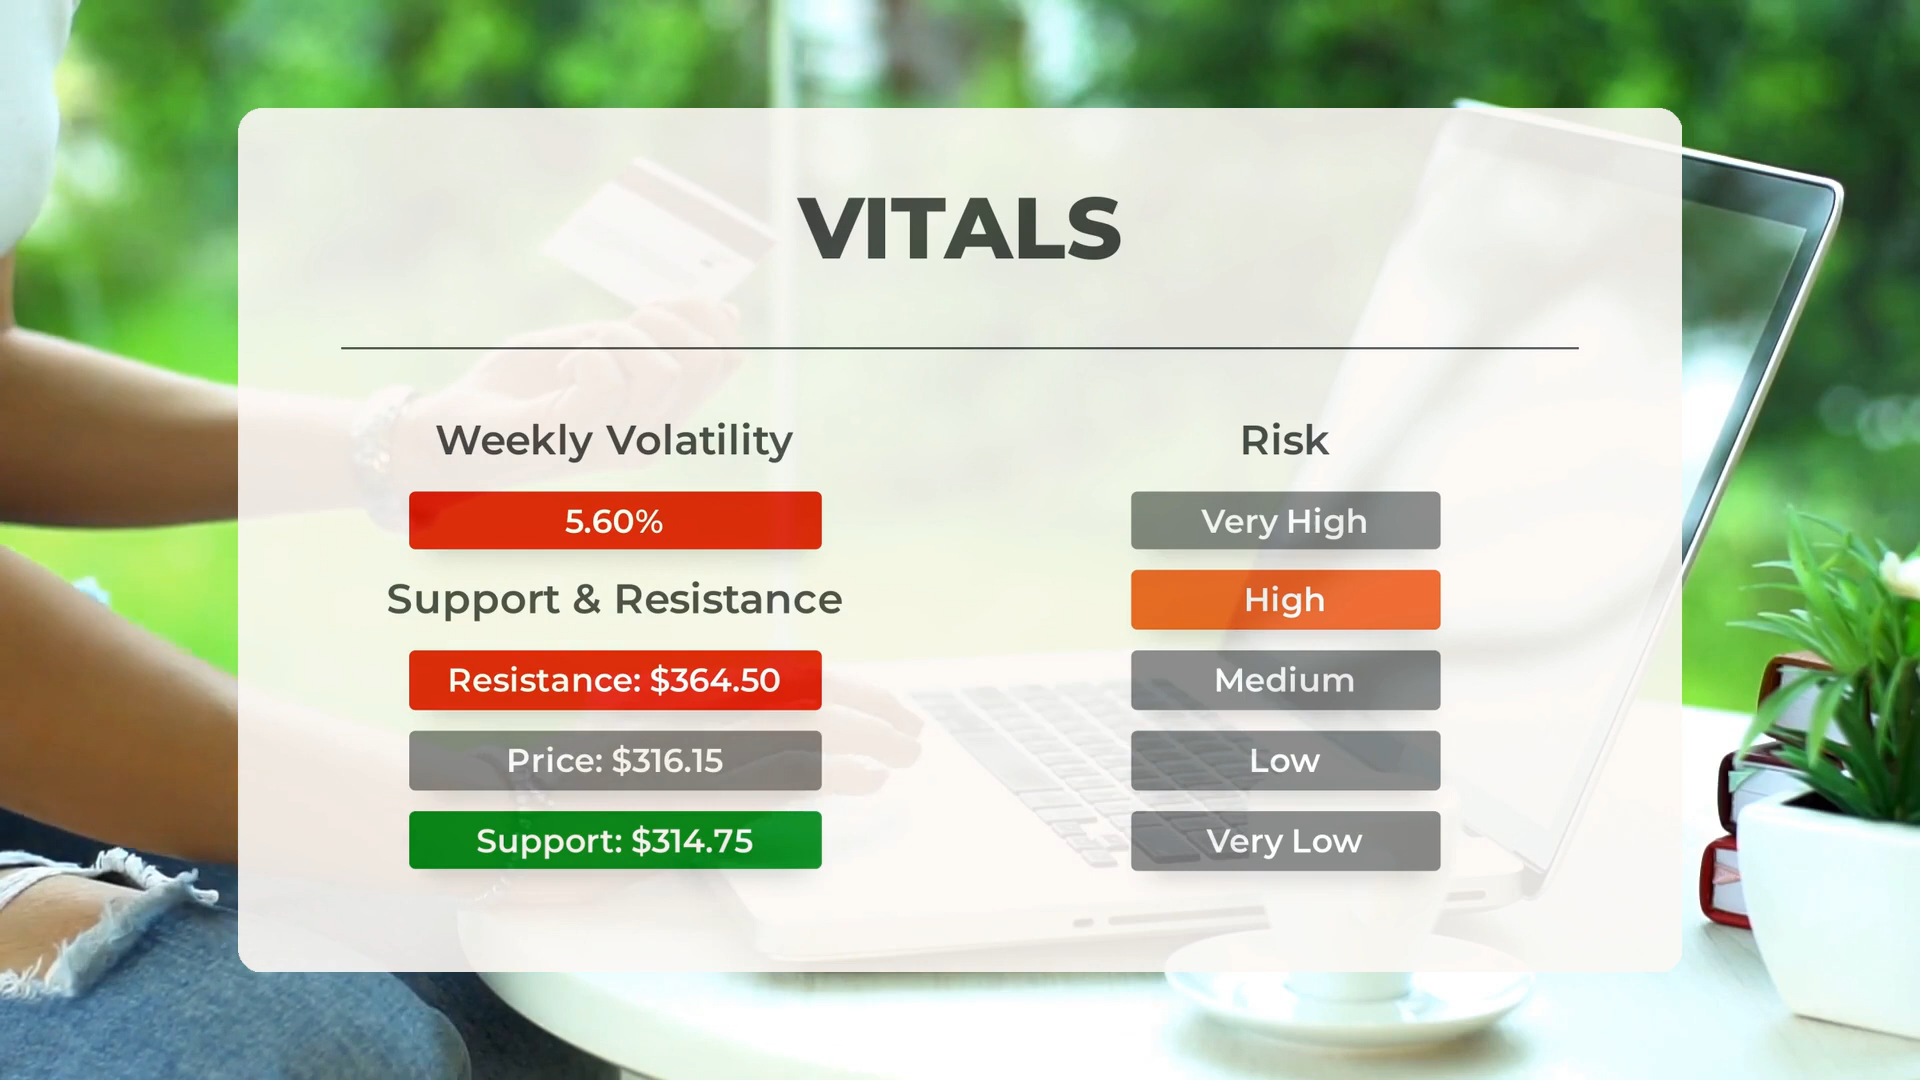 VITALS
Weekly Volatility
5.60%
Support & Resistance
Resistance: $364.50
Price: $316.15
Support: $314.75
Risk
Very High
High
Medium
Low
Very Low